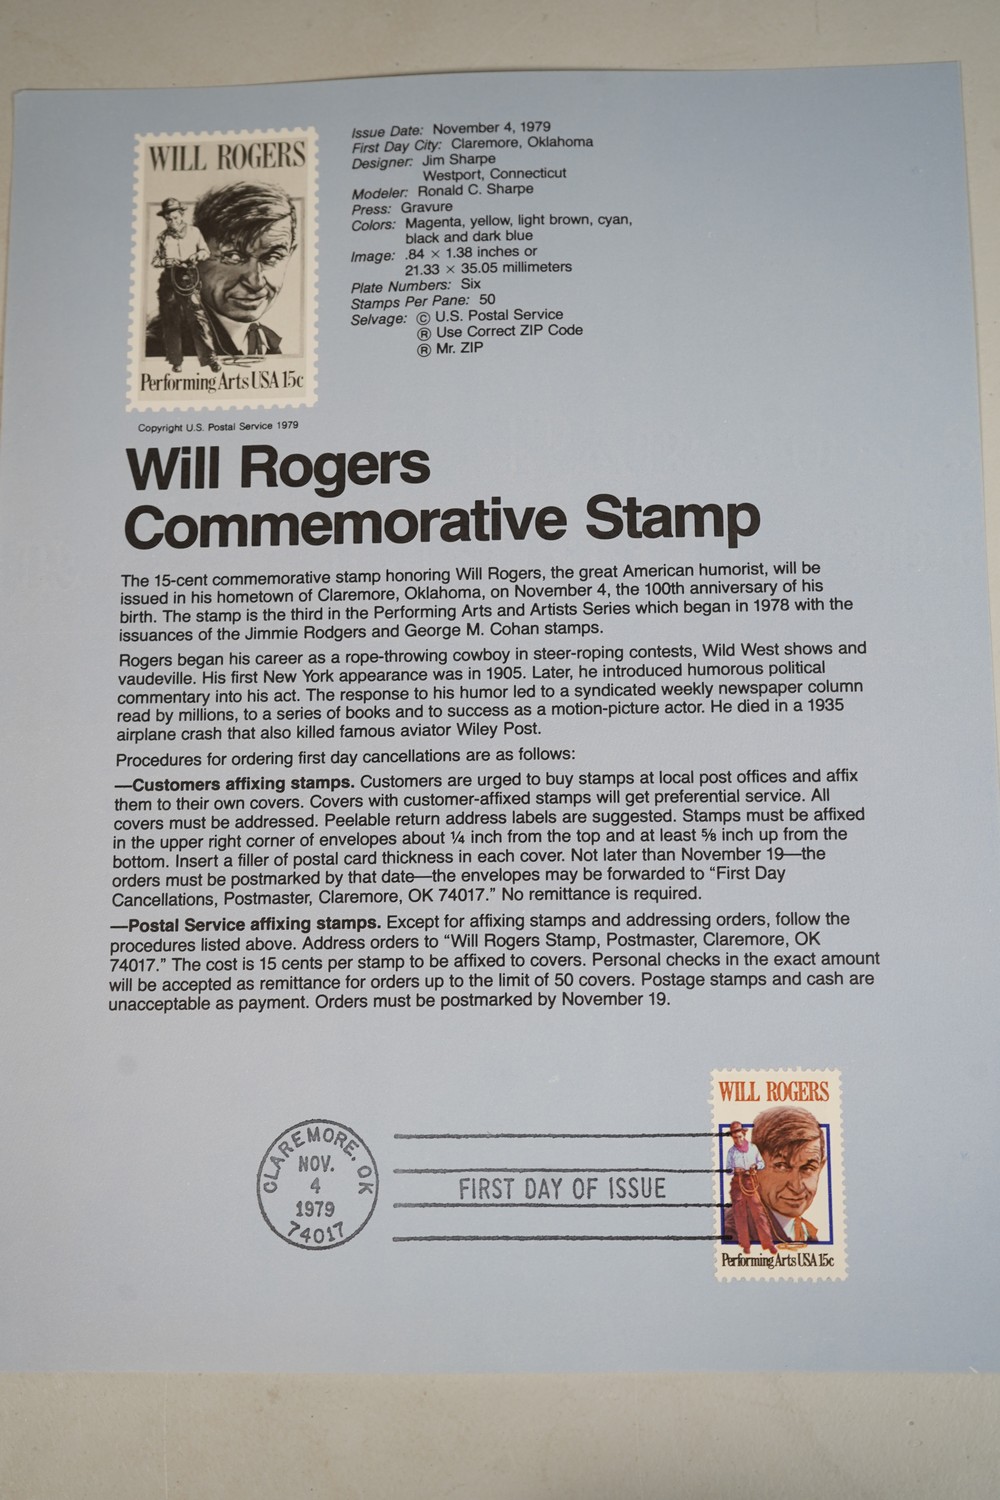 WILL ROGERS
Performing Arts USA 15c
Copyright U.S. Postal Service 1979
Issue Date: November 4, 1979
First Day City: Claremore, Oklahoma
Designer: Jim Sharpe
Westport, Connecticut
Modeler: Ronald C. Sharpe
Press: Gravure
Colors: Magenta, yellow, light brown, cyan,
black and dark blue
Image: .84 × 1.38 inches or
21.33 × 35.05 millimeters
Plate Numbers: Six
Stamps Per Pane: 50
Selvage: © U.S. Postal Service
® Use Correct ZIP Code
® Mr. ZIP
Will Rogers
Commemorative Stamp
The 15-cent commemorative stamp honoring Will Rogers, the great American humorist, will be
issued in his hometown of Claremore, Oklahoma, on November 4, the 100th anniversary of his
birth. The stamp is the third in the Performing Arts and Artists Series which began in 1978 with the
issuances of the Jimmie Rodgers and George M. Cohan stamps.
Rogers began his career as a rope-throwing cowboy in steer-roping contests, Wild West shows and
vaudeville. His first New York appearance was in 1905. Later, he introduced humorous political
commentary into his act. The response to his humor led to a syndicated weekly newspaper column
read by millions, to a series of books and to success as a motion-picture actor. He died in a 1935
airplane crash that also killed famous aviator Wiley Post.
Procedures for ordering first day cancellations are as follows:
—Customers affixing stamps. Customers are urged to buy stamps at local post offices and affix
them to their own covers. Covers with customer-affixed stamps will get preferential service. All
covers must be addressed. Peelable return address labels are suggested. Stamps must be affixed
in the upper right corner of envelopes about ¼ inch from the top and at least ⅝ inch up from the
bottom. Insert a filler of postal card thickness in each cover. Not later than November 19—the
orders must be postmarked by that date—the envelopes may be forwarded to “First Day
Cancellations, Postmaster, Claremore, OK 74017.” No remittance is required.
—Postal Service affixing stamps. Except for affixing stamps and addressing orders, follow the
procedures listed above. Address orders to “Will Rogers Stamp, Postmaster, Claremore, OK
74017.” The cost is 15 cents per stamp to be affixed to covers. Personal checks in the exact amount
will be accepted as remittance for orders up to the limit of 50 covers. Postage stamps and cash are
unacceptable as payment. Orders must be postmarked by November 19.
CLAREMORE, OK
NOV.
4
1979
74017
FIRST DAY OF ISSUE
WILL ROGERS
Performing Arts USA 15c